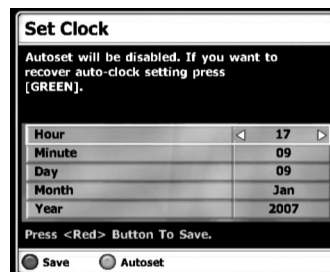 Set Clock
Autoset will be disabled. If you want to
recover auto-clock setting press
[GREEN].
Hour 17
Minute 09
Day 09
Month Jan
Year 2007
Press <Red> Button To Save.
Save Autoset